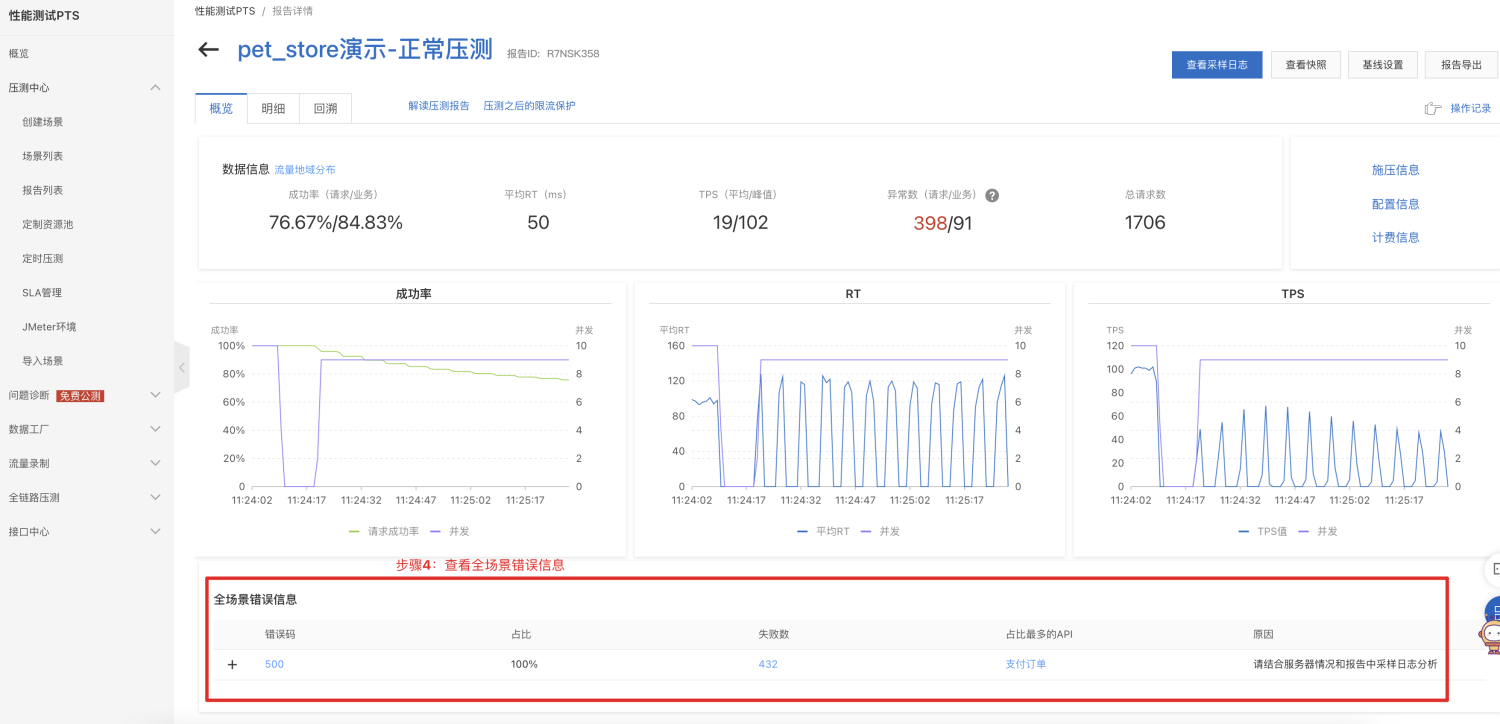 性能测试PTS
概览
压测中心
创建场景
场景列表
报告列表
定制资源池
定时压测
SLA管理
JMeter环境
导入场景
问题诊断 免费公测
数据工厂
流量录制
全链路压测
接口中心
性能测试PTS / 报告详情
pet_store演示-正常压测 报告ID: R7NSK358
查看采样日志 查看快照 基线设置 报告导出
概览 明细 回溯 解读压测报告 压测之后的限流保护
操作记录
数据信息 流量地域分布
成功率（请求/业务） 平均RT（ms） TPS（平均/峰值） 异常数（请求/业务） ? 总请求数
76.67%/84.83% 50 19/102 398/91 1706
施压信息
配置信息
计费信息
成功率
成功率 并发
100% 10
80% 8
60% 6
40% 4
20% 2
0 0
11:24:02 11:24:17 11:24:32 11:24:47 11:25:02 11:25:17
请求成功率 并发
RT
平均RT 并发
160 10
120 8
6
80
4
40
2
0 0
11:24:02 11:24:17 11:24:32 11:24:47 11:25:02 11:25:17
平均RT 并发
TPS
TPS 并发
120 10
100
8
80
6
60
4
40
20 2
0 0
11:24:02 11:24:17 11:24:32 11:24:47 11:25:02 11:25:17
TPS值 并发
步骤4：查看全场景错误信息
全场景错误信息
错误码 占比 失败数 占比最多的API 原因
+ 500 100% 432 支付订单 请结合服务器情况和报告中采样日志分析